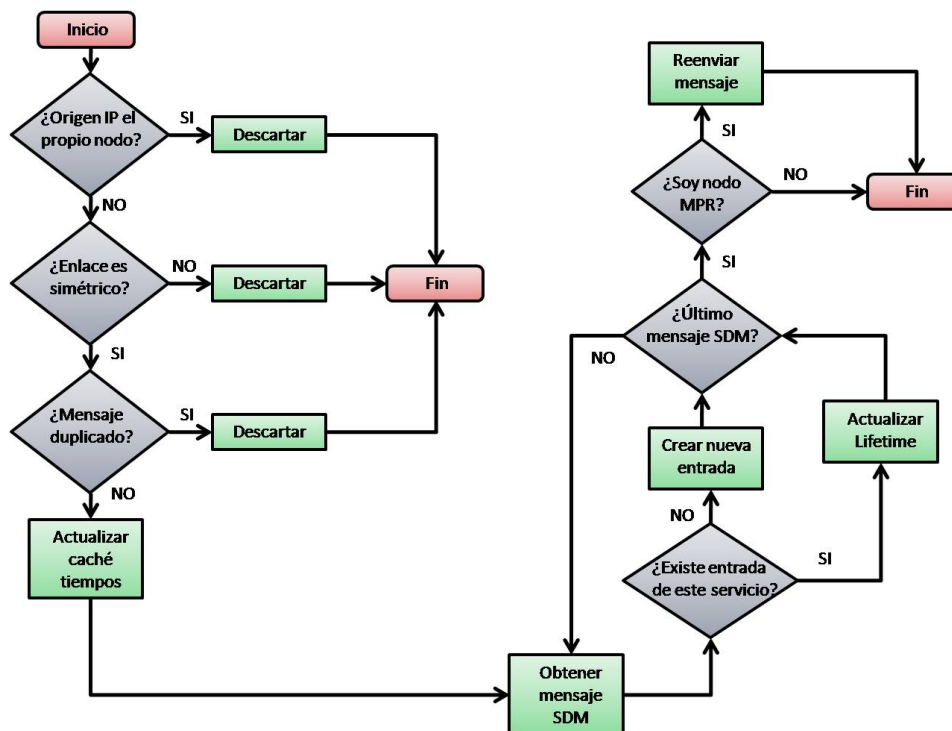 Inicio
¿Origen IP el
propio nodo?
SI
Descartar
NO
¿Enlace es
simétrico?
NO
Descartar
Fin
SI
¿Mensaje
duplicado?
SI
Descartar
NO
Actualizar
caché
tiempos
Obtener
mensaje
SDM
¿Existe entrada
de este servicio?
NO
SI
Crear nueva
entrada
Actualizar
Lifetime
¿Último
mensaje SDM?
NO
SI
¿Soy nodo
MPR?
NO
SI
Reenviar
mensaje
Fin